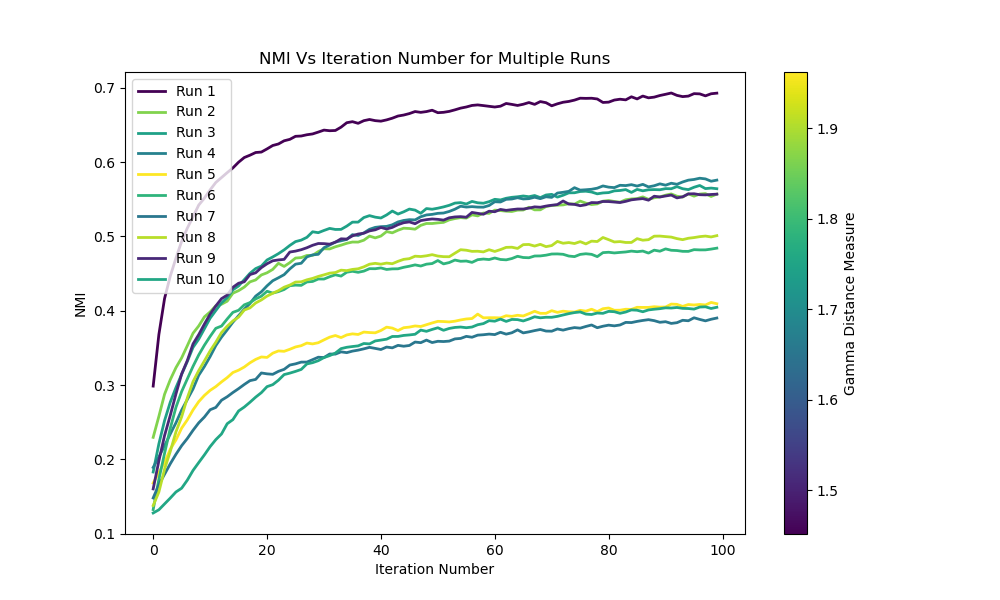 NMI Vs Iteration Number for Multiple Runs
Run 1
Run 2
Run 3
Run 4
Run 5
Run 6
Run 7
Run 8
Run 9
Run 10
0.7
0.6
0.5
0.4
0.3
0.2
0.1
NMI
0 20 40 60 80 100
Iteration Number
1.9
1.8
1.7
1.6
1.5
Gamma Distance Measure